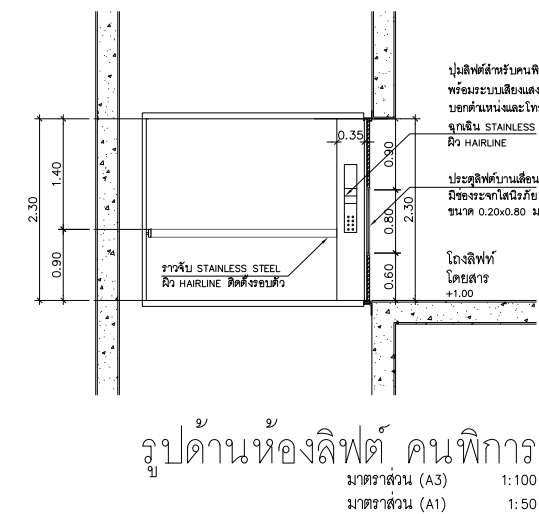 ปุ่มลิฟต์สำหรับคนพิ
พร้อมระบบเสียงแสง
บอกตำแหน่งและโทร
ฉุกเฉิน STAINLESS
ผิว HAIRLINE
0.35
0.90
1.40
2.30
ประตูลิฟต์บานเลื่อน
มีช่องกระจกใสนิรภัย
ขนาด 0.20x0.80 ม
0.80
2.30
0.90
ราวจับ STAINLESS STEEL
ผิว HAIRLINE ติดตั้งรอบตัว
0.60
โถงลิฟท์
โดยสาร
+1.00
รูปด้านห้องลิฟต์ คนพิการ
มาตราส่วน (A3) 1:100
มาตราส่วน (A1) 1:50